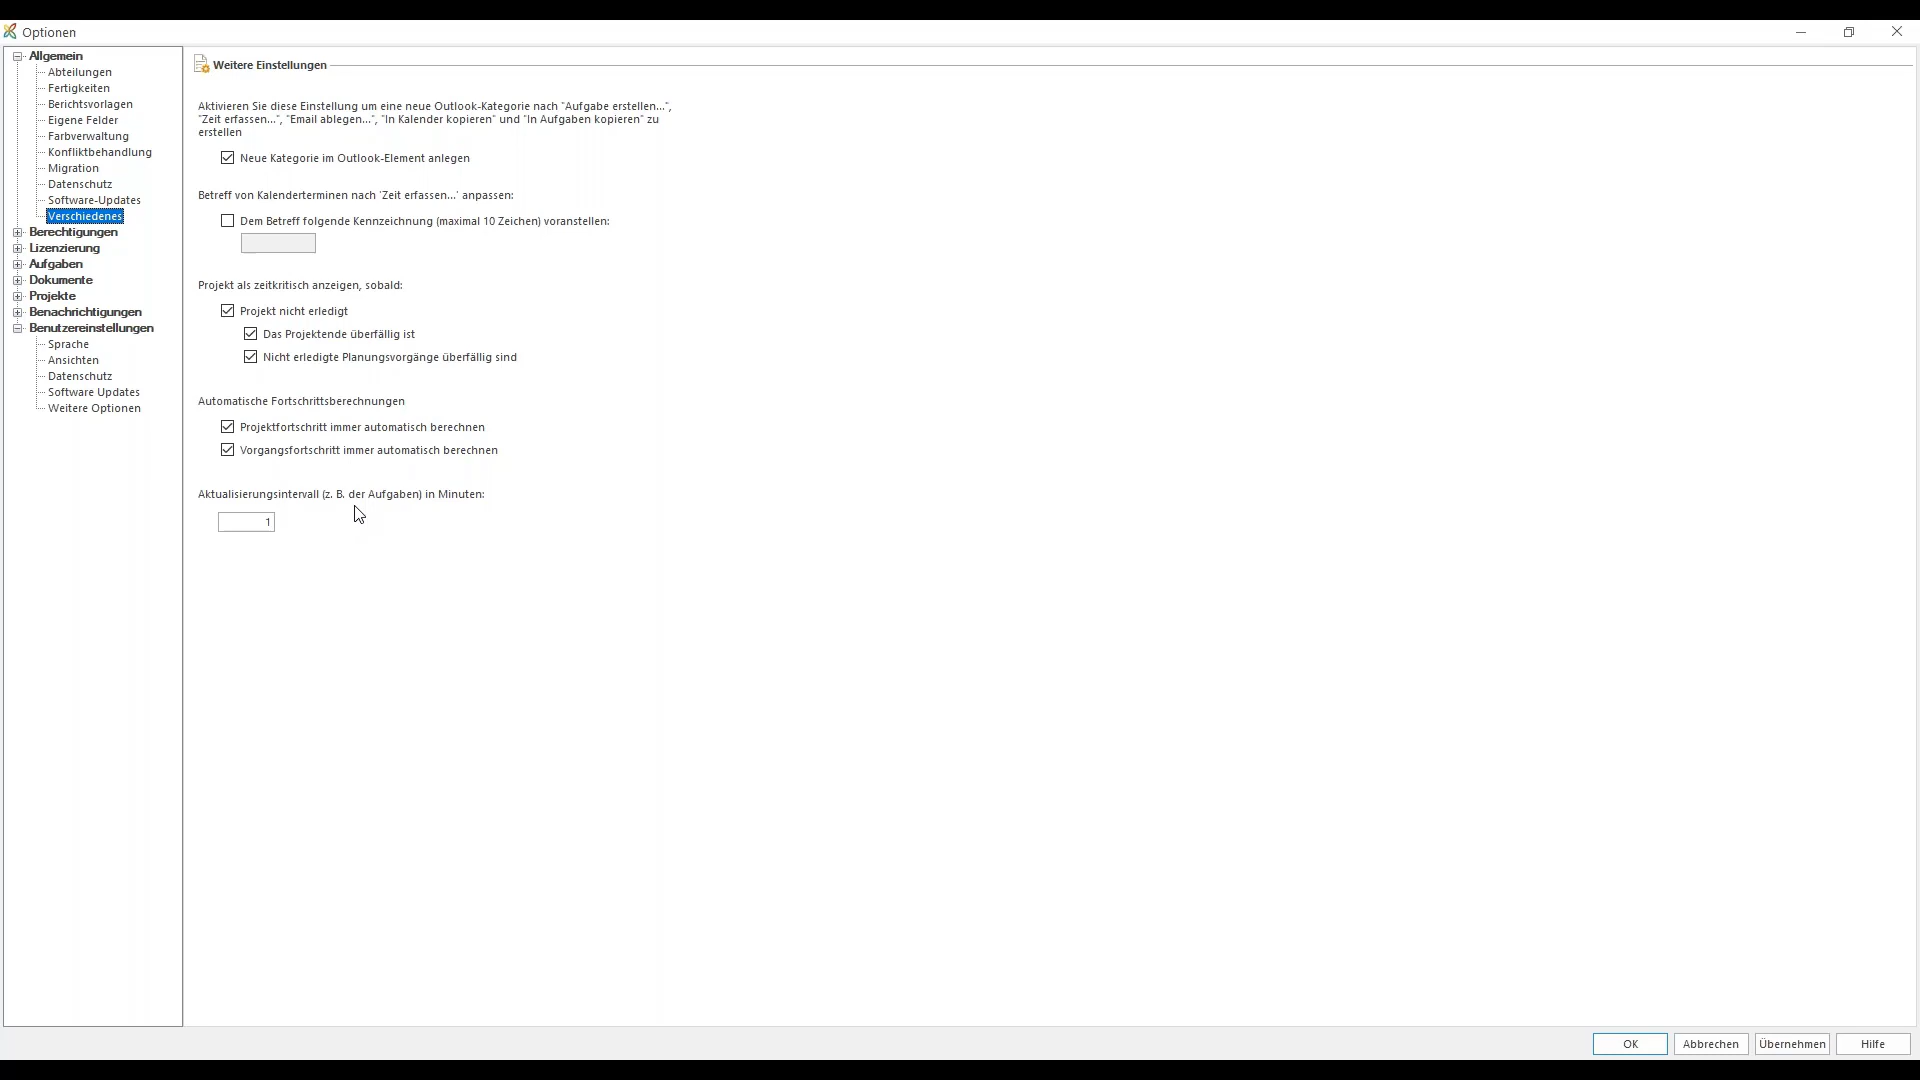 Optionen
Allgemein
Abteilungen
Fertigkeiten
Berichtsvorlagen
Eigene Felder
Farbverwaltung
Konfliktbehandlung
Migration
Datenschutz
Software-Updates
Verschiedenes
Berechtigungen
Lizenzierung
Aufgaben
Dokumente
Projekte
Benachrichtigungen
Benutzereinstellungen
Sprache
Ansichten
Datenschutz
Software Updates
Weitere Optionen
Weitere Einstellungen
Aktivieren Sie diese Einstellung um eine neue Outlook-Kategorie nach "Aufgabe erstellen...",
"Zeit erfassen...", "Email ablegen...", "In Kalender kopieren" und "In Aufgaben kopieren" zu
erstellen
Neue Kategorie im Outlook-Element anlegen
Betreff von Kalenderterminen nach 'Zeit erfassen...' anpassen:
Dem Betreff folgende Kennzeichnung (maximal 10 Zeichen) voranstellen:
Projekt als zeitkritisch anzeigen, sobald:
Projekt nicht erledigt
Das Projektende überfällig ist
Nicht erledigte Planungsvorgänge überfällig sind
Automatische Fortschrittsberechnungen
Projektfortschritt immer automatisch berechnen
Vorgangsfortschritt immer automatisch berechnen
Aktualisierungsintervall (z. B. der Aufgaben) in Minuten:
1
OK
Abbrechen
Übernehmen
Hilfe